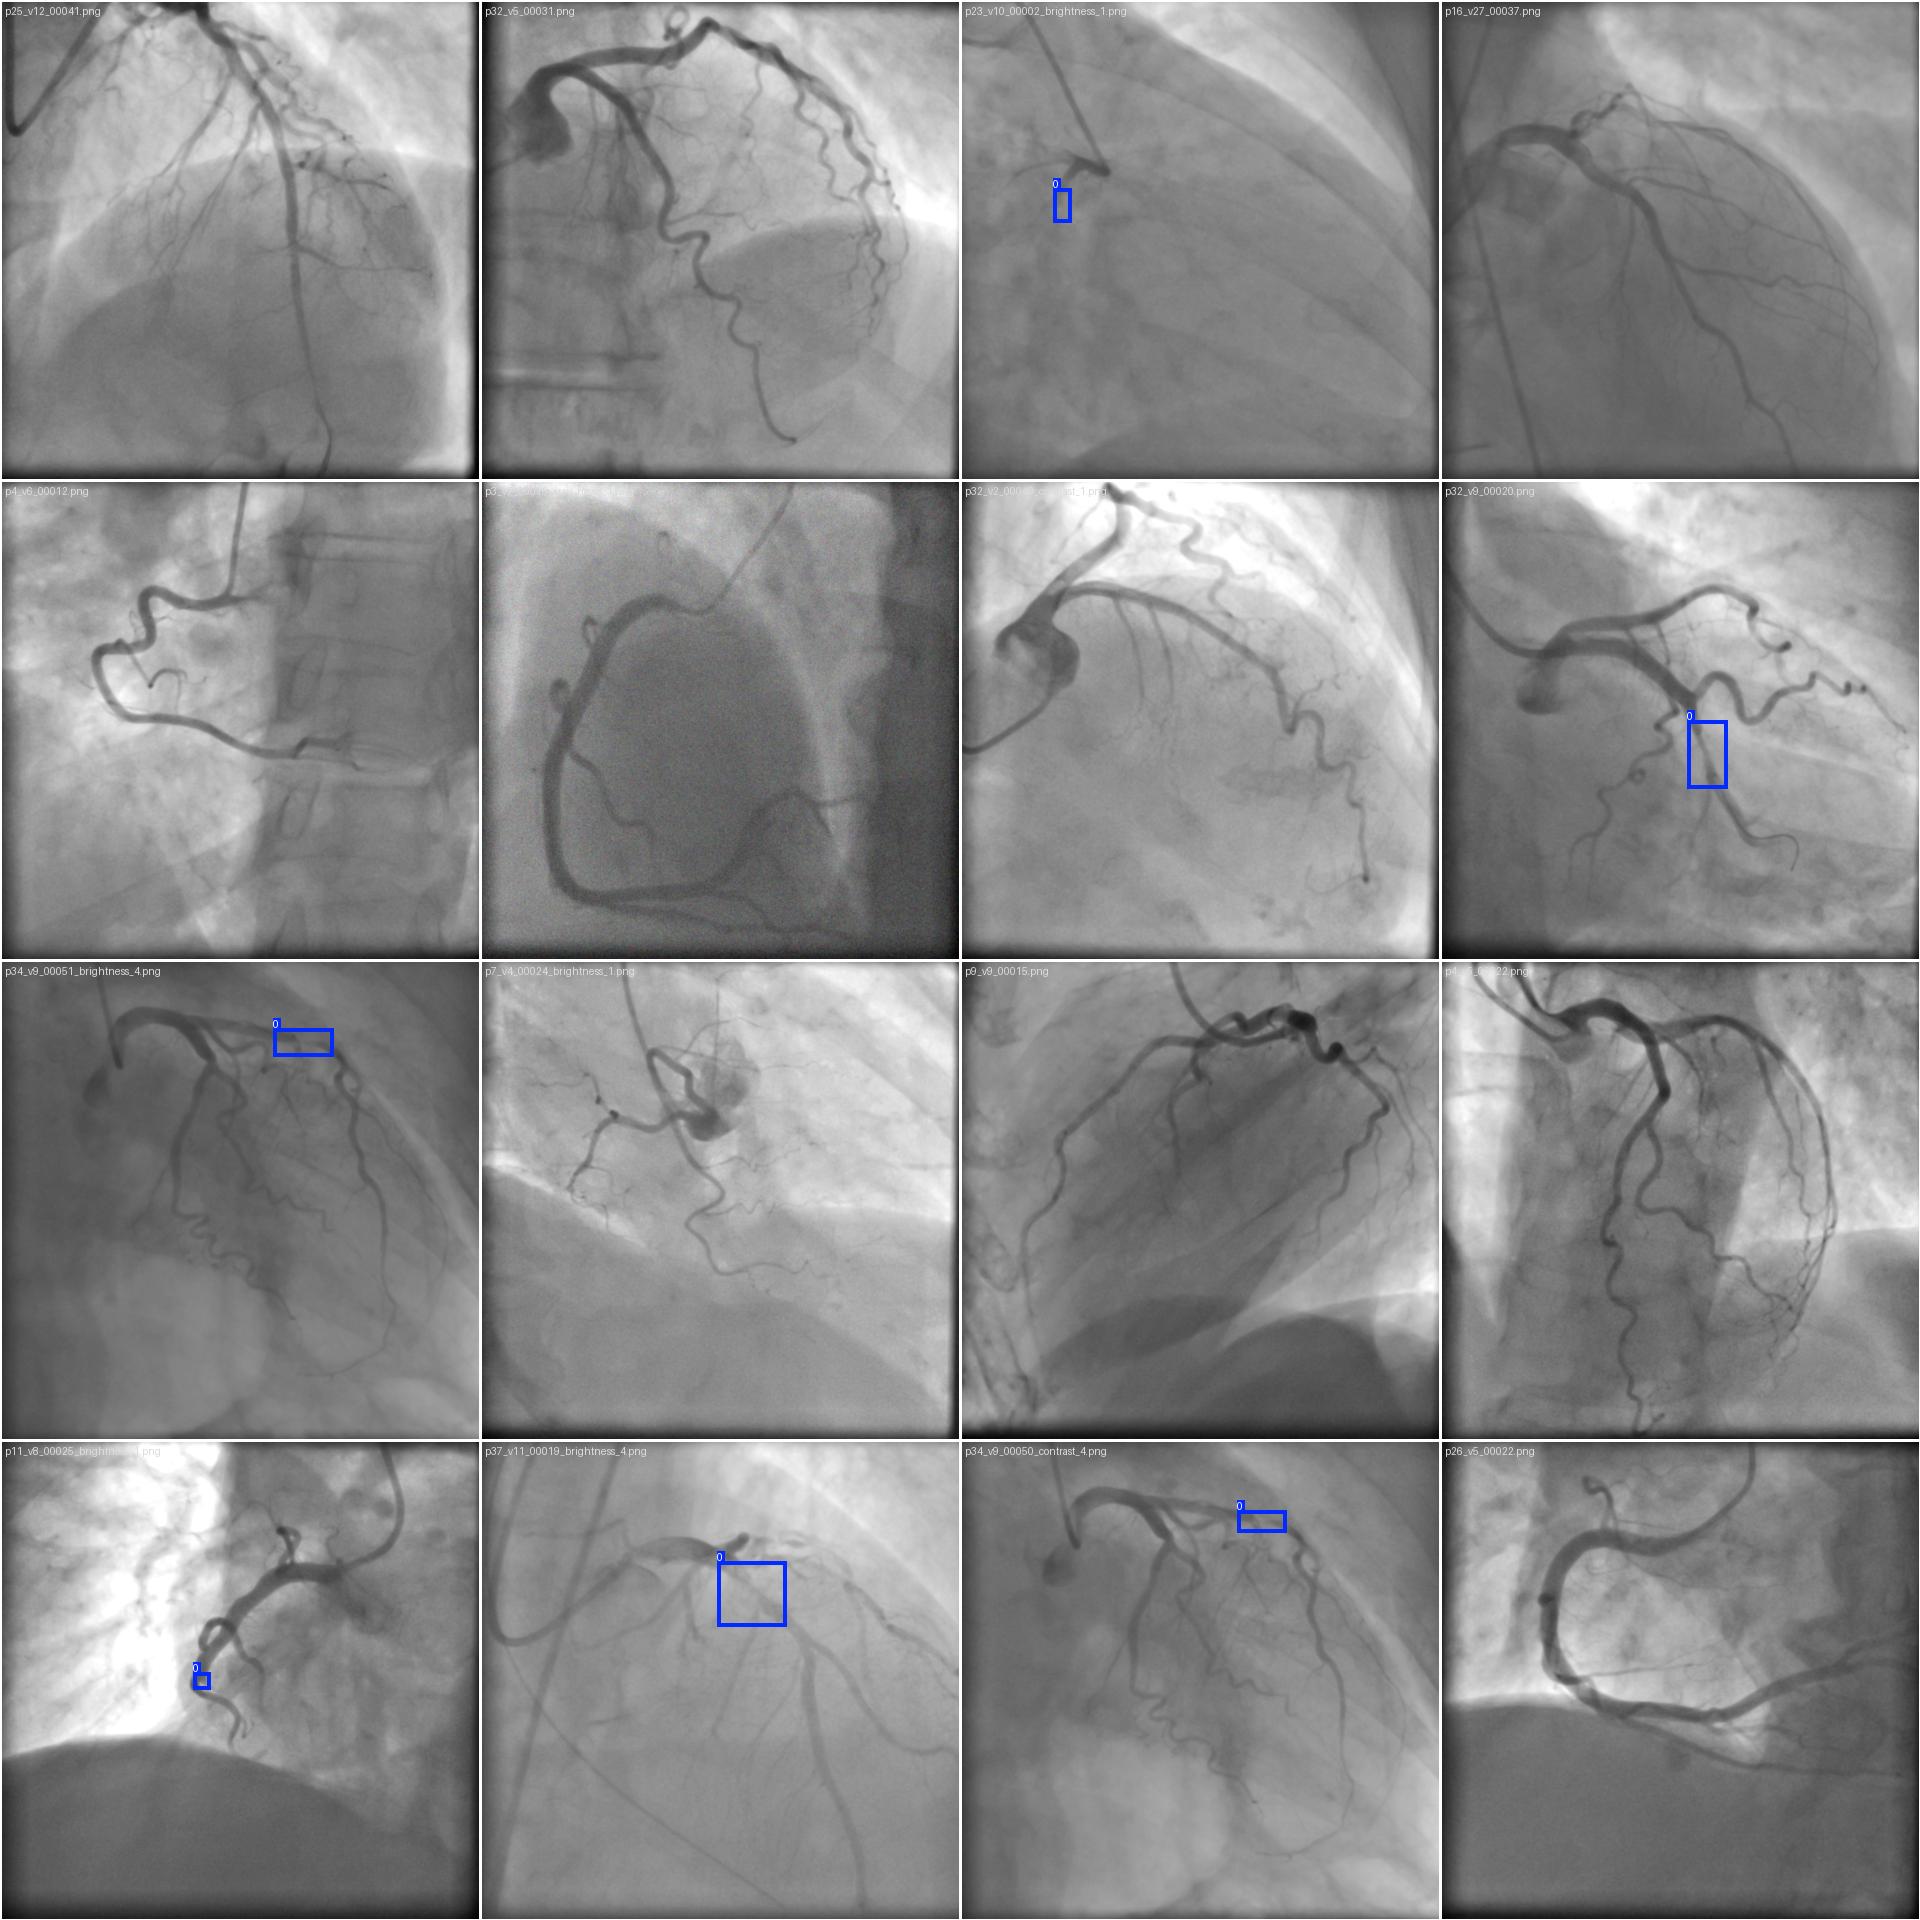 p25_v12_00041.png
p32_v5_00031.png
p23_v10_00002_brightness_1.png
0
p16_v27_00037.png
p4_v6_00012.png
p32_v9_00020.png
0
p34_v9_00051_brightness_4.png
0
p7_v4_00024_brightness_1.png
p9_v9_00015.png
0
p37_v11_00019_brightness_4.png
0
p34_v9_00050_contrast_4.png
0
p26_v5_00022.png